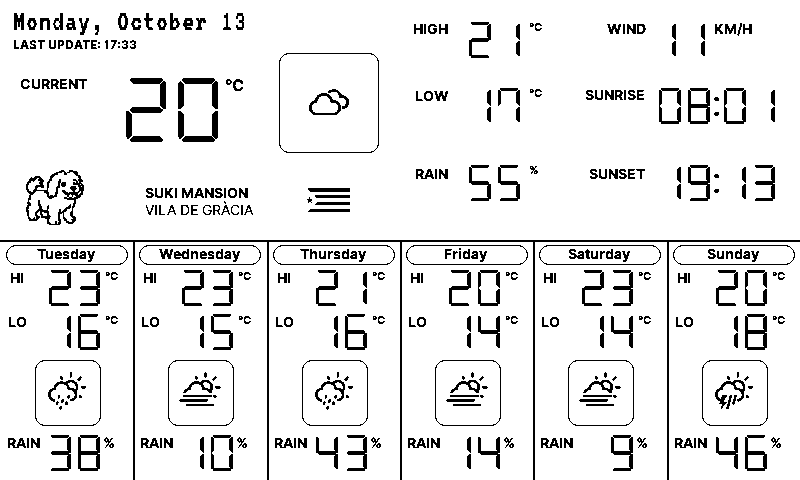 Monday, October 13
LAST UPDATE: 17:33
CURRENT 20 °C
HIGH 21 °C
WIND 11 KM/H
LOW 17 °C
SUNRISE 08:01
RAIN 55 %
SUNSET 19:13
SUKI MANSION
VILA DE GRÀCIA
Tuesday
HI 23 °C
LO 16 °C
RAIN 38 %
Wednesday
HI 23 °C
LO 15 °C
RAIN 10 %
Thursday
HI 21 °C
LO 16 °C
RAIN 43 %
Friday
HI 20 °C
LO 14 °C
RAIN 14 %
Saturday
HI 23 °C
LO 14 °C
RAIN 9 %
Sunday
HI 20 °C
LO 18 °C
RAIN 46 %